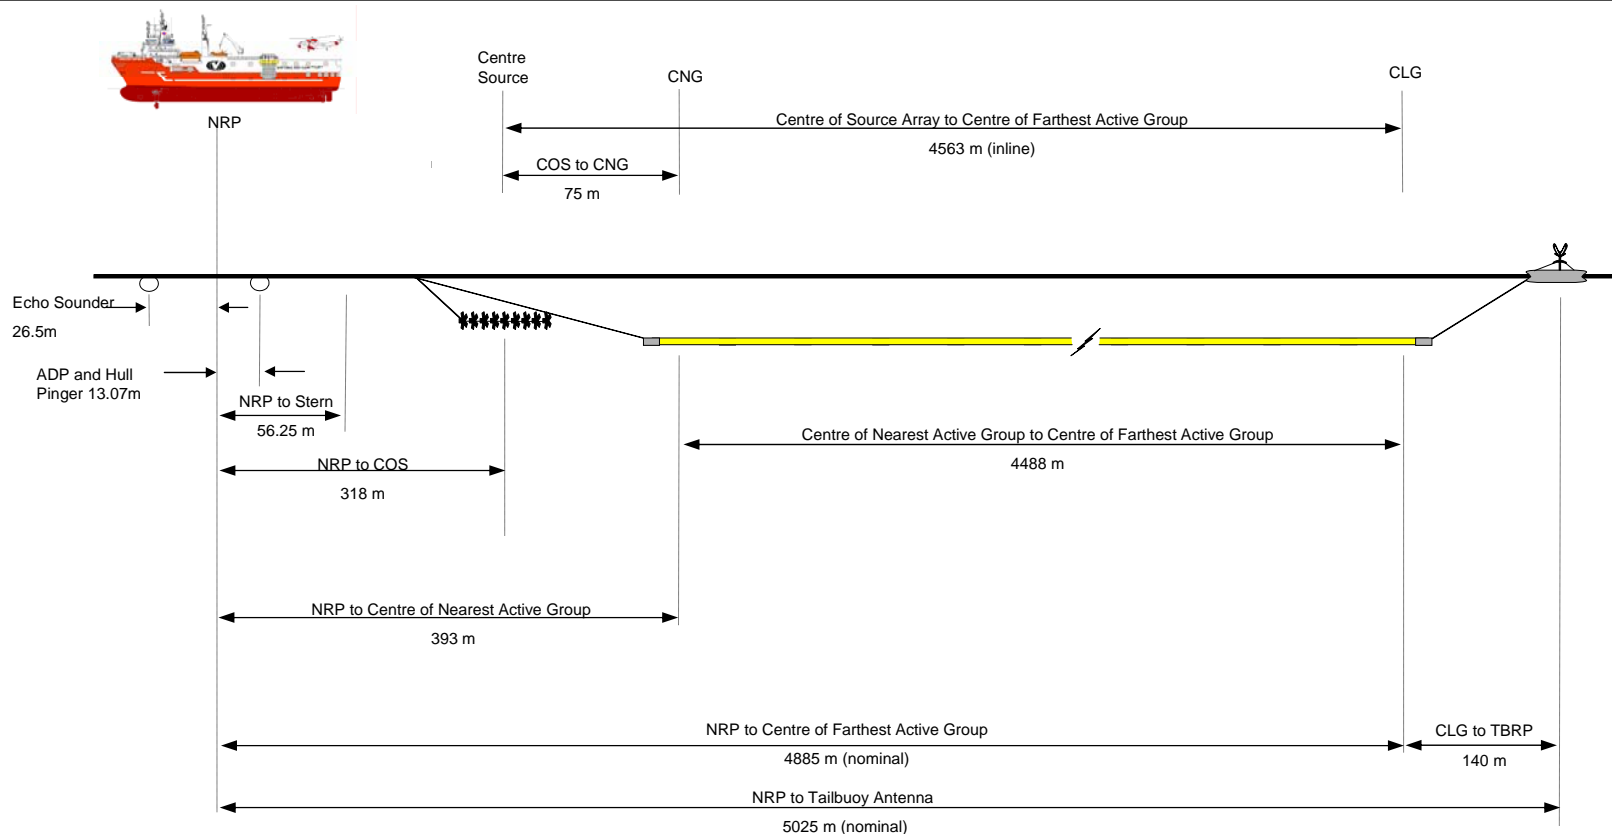 NRP
Centre
Source
CNG
CLG
Centre of Source Array to Centre of Farthest Active Group
4563 m (inline)
COS to CNG
75 m
Echo Sounder
26.5m
ADP and Hull
Pinger 13.07m
NRP to Stern
56.25 m
Centre of Nearest Active Group to Centre of Farthest Active Group
4488 m
NRP to COS
318 m
NRP to Centre of Nearest Active Group
393 m
NRP to Centre of Farthest Active Group
4885 m (nominal)
CLG to TBRP
140 m
NRP to Tailbuoy Antenna
5025 m (nominal)